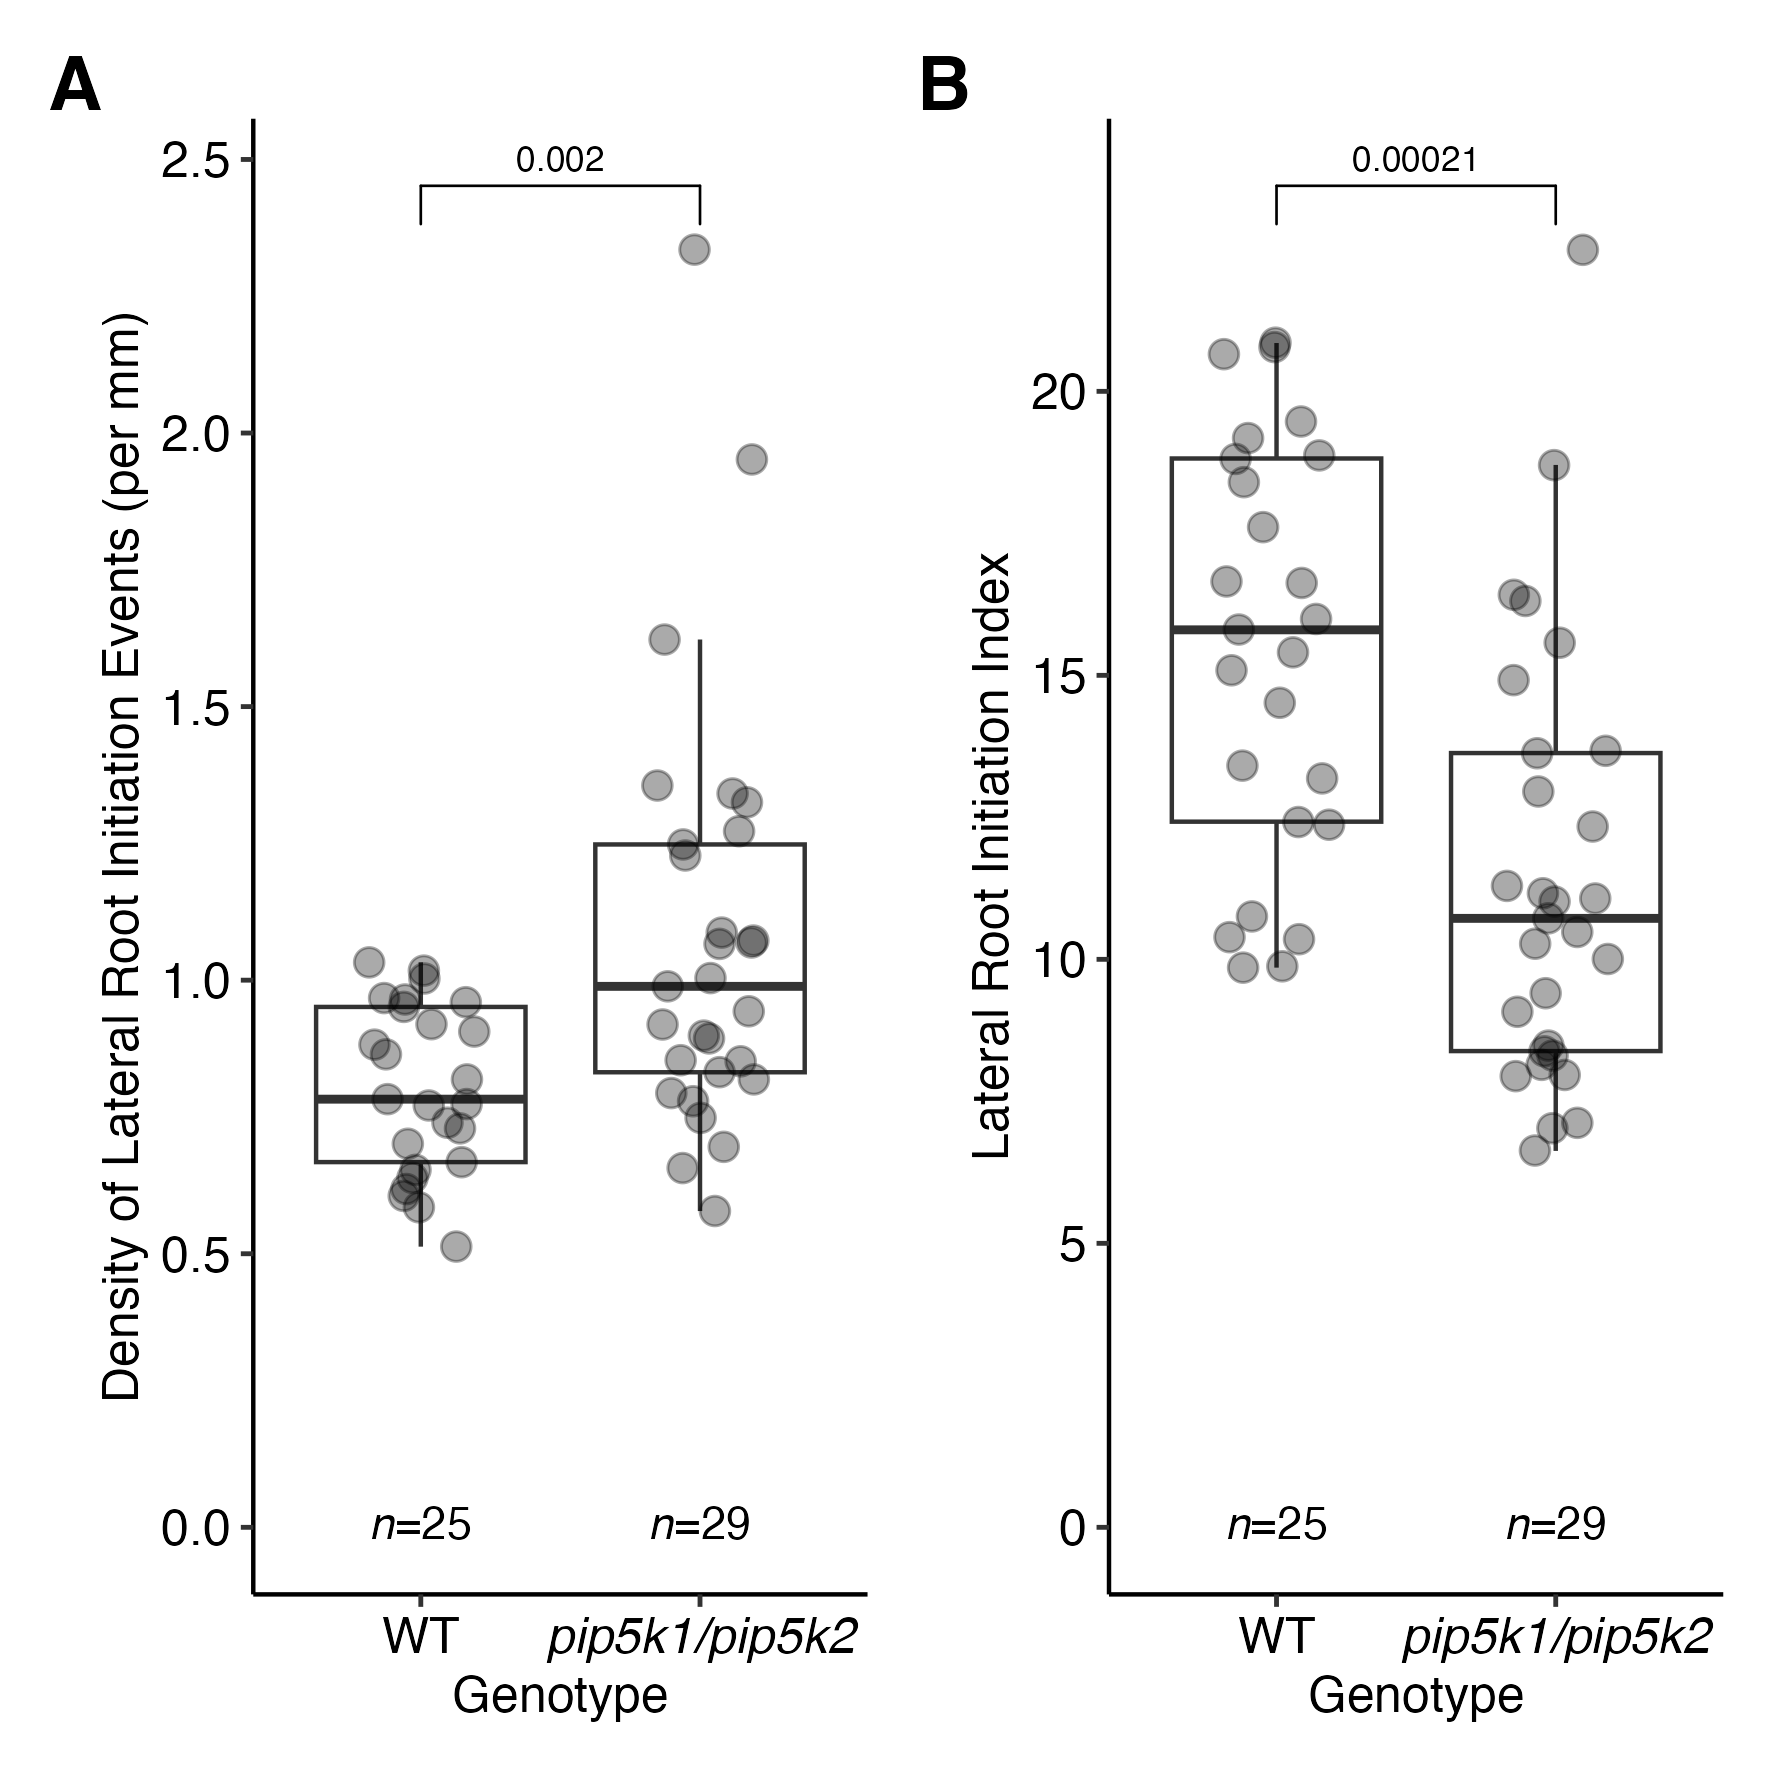 A
Density of Lateral Root Initiation Events (per mm)
2.5
2.0
1.5
1.0
0.5
0.0
0.002
n=25
n=29
WT
pip5k1/pip5k2
Genotype
B
Lateral Root Initiation Index
20
15
10
5
0
0.00021
n=25
n=29
WT
pip5k1/pip5k2
Genotype